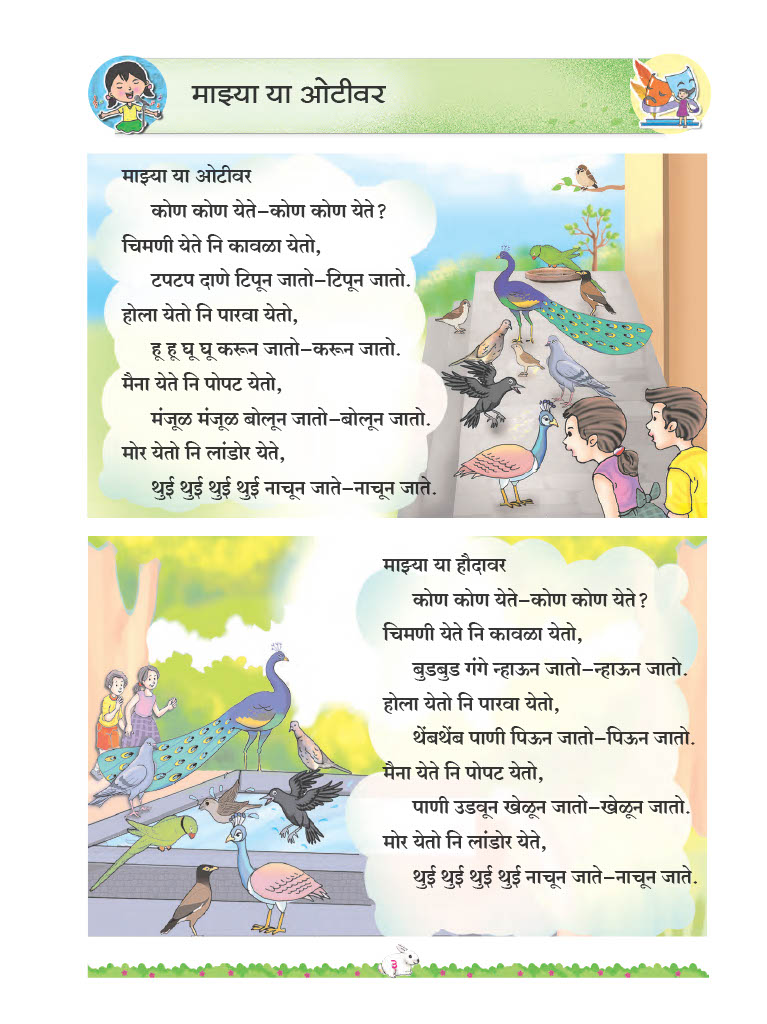 माझ्या या ओटीवर
माझ्या या ओटीवर
कोण कोण येते–कोण कोण येते?
चिमणी येते नि कावळा येतो,
टपटप दाणे टिपून जातो–टिपून जातो.
होला येतो नि पारवा येतो,
हू हू घू घू करून जातो–करून जातो.
मैना येते नि पोपट येतो,
मंजूळ मंजूळ बोलून जातो–बोलून जातो.
मोर येतो नि लांडोर येते,
थुई थुई थुई थुई नाचून जाते–नाचून जाते.
माझ्या या हौदावर
कोण कोण येते–कोण कोण येते?
चिमणी येते नि कावळा येतो,
बुडबुड गंगे न्हाऊन जातो–न्हाऊन जातो.
होला येतो नि पारवा येतो,
थेंबथेंब पाणी पिऊन जातो–पिऊन जातो.
मैना येते नि पोपट येतो,
पाणी उडवून खेळून जातो–खेळून जातो.
मोर येतो नि लांडोर येते,
थुई थुई थुई थुई नाचून जाते–नाचून जाते.
३